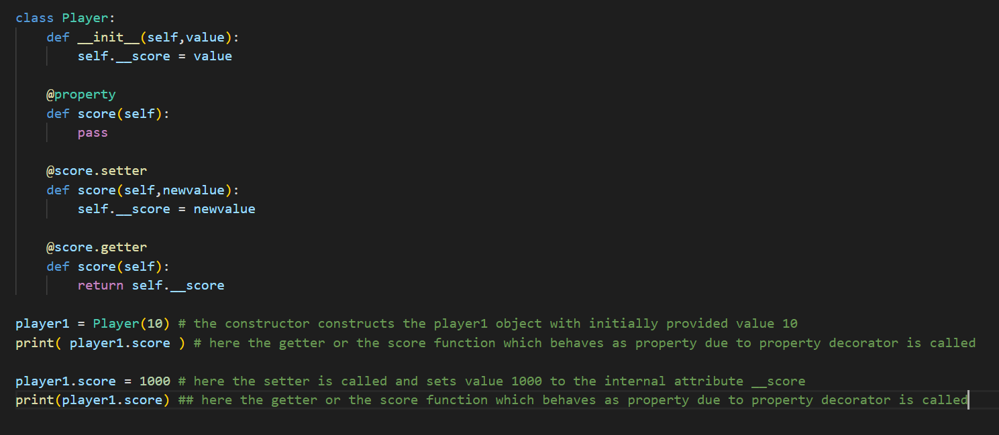 class Player:
    def __init__(self,value):
        self.__score = value
    @property
    def score(self):
        pass
    @score.setter
    def score(self,newvalue):
        self.__score = newvalue
    @score.getter
    def score(self):
        return self.__score
player1 = Player(10) # the constructor constructs the player1 object with initially provided value 10
print( player1.score ) # here the getter or the score function which behaves as property due to property decorator is called
player1.score = 1000 # here the setter is called and sets value 1000 to the internal attribute __score
print(player1.score) ## here the getter or the score function which behaves as property due to property decorator is called